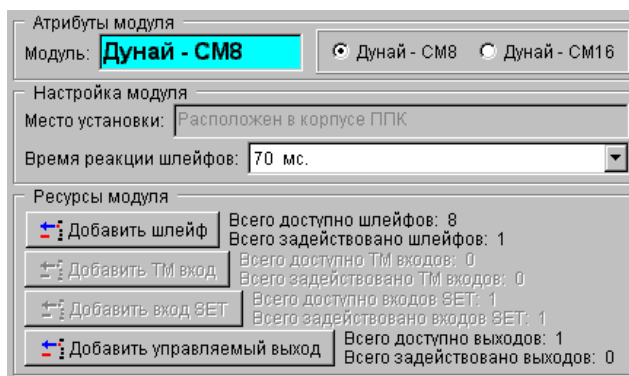 Атрибуты модуля
Модуль: Дунай - СМ8 Дунай - СМ8 Дунай - СМ16
Настройка модуля
Место установки: Расположен в корпусе ППК
Время реакции шлейфов: 70 мс.
Ресурсы модуля
Добавить шлейф Всего доступно шлейфов: 8
Всего задействовано шлейфов: 1
Добавить ТМ вход Всего доступно ТМ входов: 0
Всего задействовано ТМ входов: 0
Добавить вход SET Всего доступно входов SET: 1
Всего задействовано входов SET: 1
Добавить управляемый выход Всего доступно выходов: 1
Всего задействовано выходов: 0